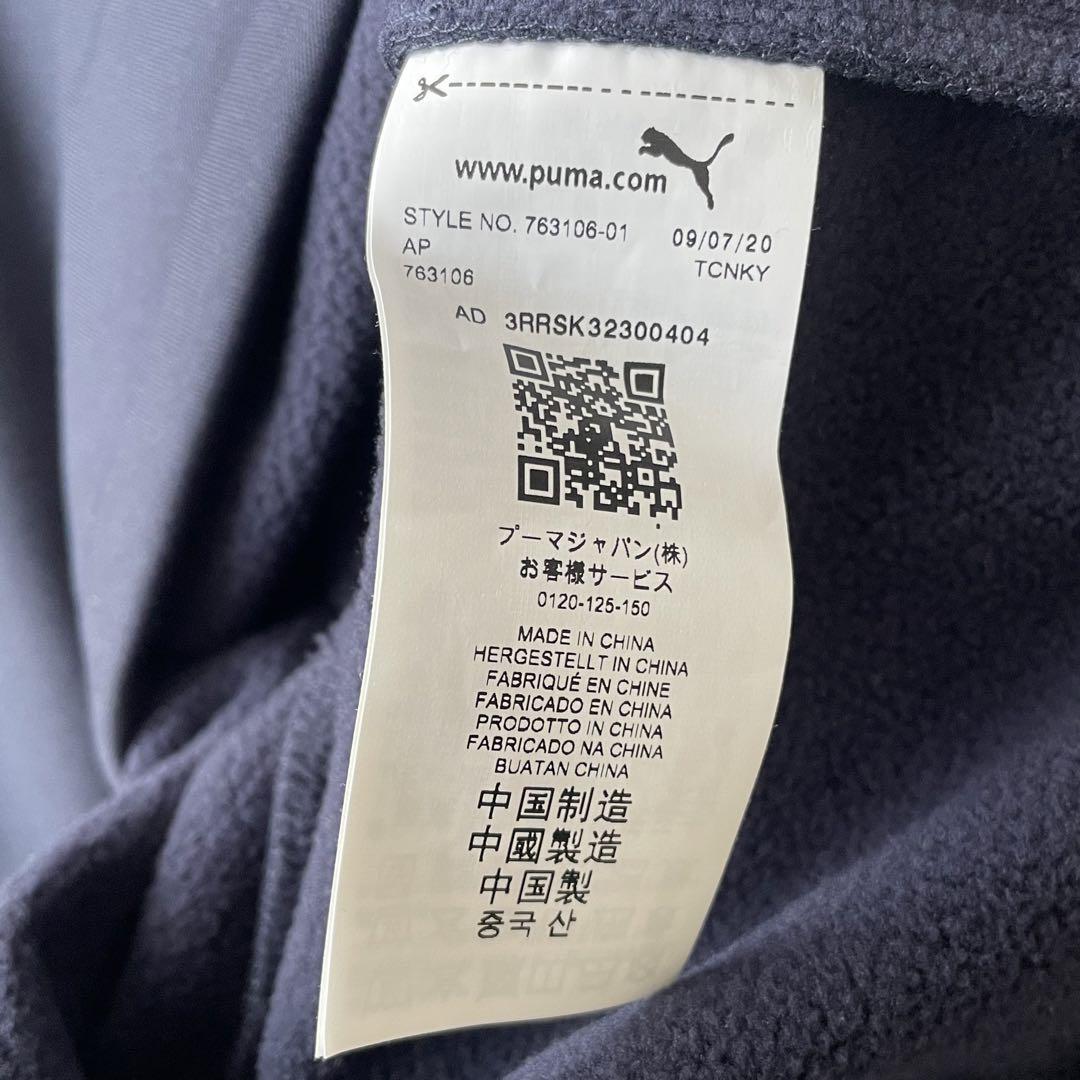 www.puma.com
STYLE NO. 763106-01 09/07/20
AP TCNKY
763106
AD 3RRSK32300404
プーマジャパン(株)
お客様サービス
0120-125-150
MADE IN CHINA
HERGESTELLT IN CHINA
FABRIQUÉ EN CHINE
FABRICADO EN CHINA
PRODOTTO IN CHINA
FABRICADO NA CHINA
BUATAN CHINA
中国制造
中國製造
中国製
중국 산